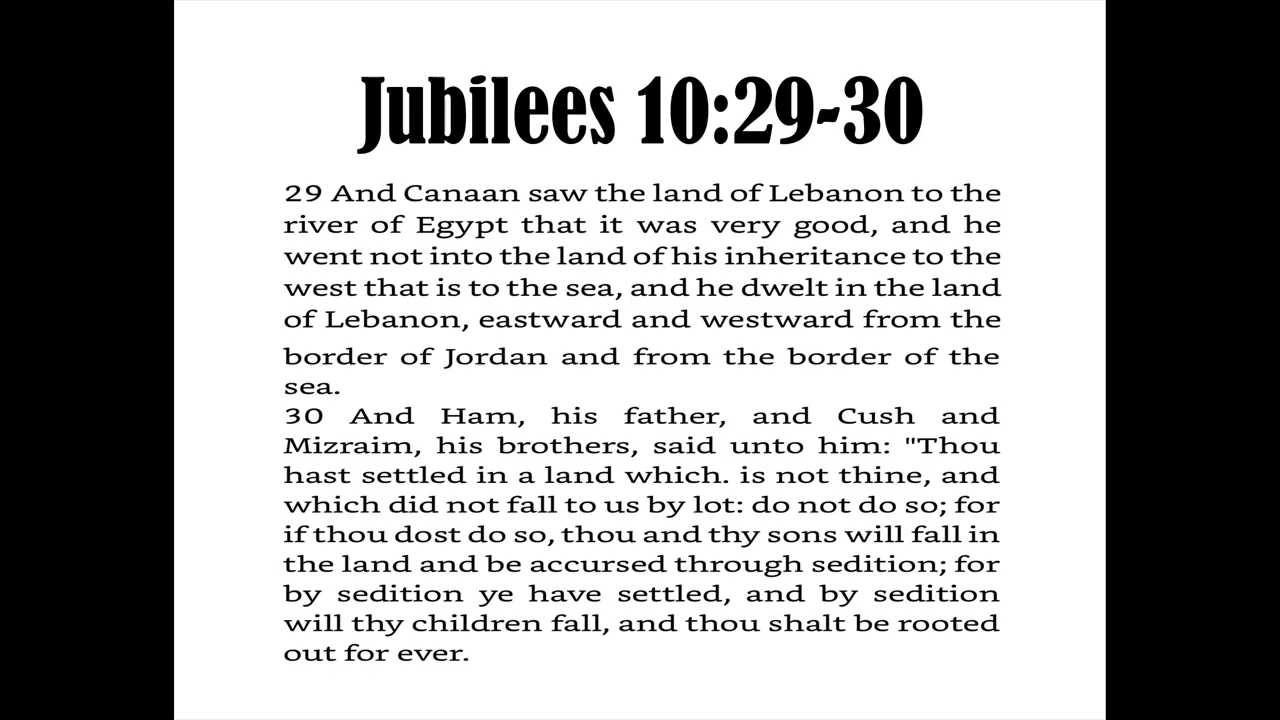 Jubilees 10:29-30
29 And Canaan saw the land of Lebanon to the
river of Egypt that it was very good, and he
went not into the land of his inheritance to the
west that is to the sea, and he dwelt in the land
of Lebanon, eastward and westward from the
border of Jordan and from the border of the
sea.
30 And Ham, his father, and Cush and
Mizraim, his brothers, said unto him: "Thou
hast settled in a land which. is not thine, and
which did not fall to us by lot: do not do so; for
if thou dost do so, thou and thy sons will fall in
the land and be accursed through sedition; for
by sedition ye have settled, and by sedition
will thy children fall, and thou shalt be rooted
out for ever.